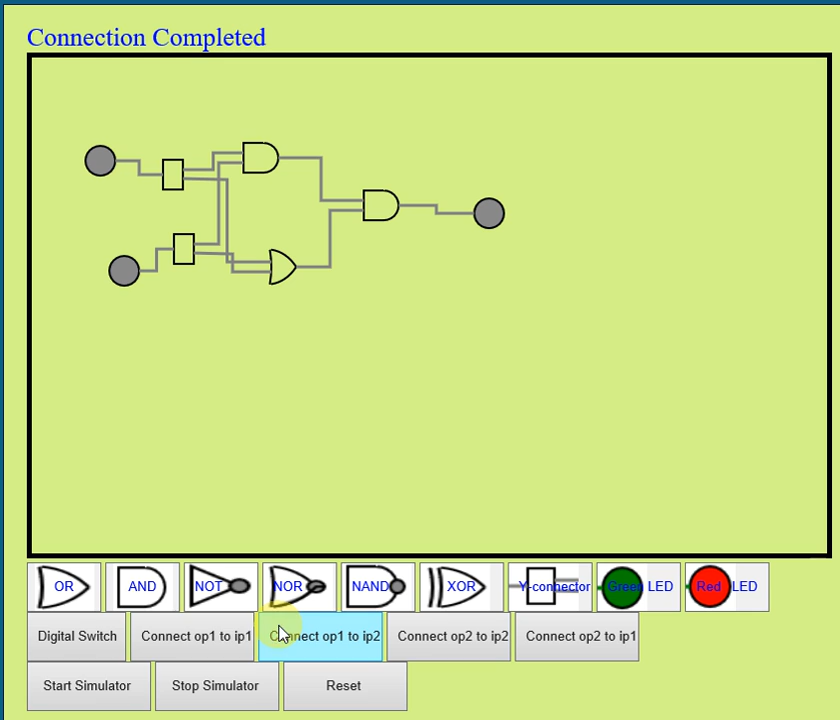 Connection Completed
OR AND NOT NOR NAND XOR Y-connector Green LED Red LED
Digital Switch Connect op1 to ip1 Connect op1 to ip2 Connect op2 to ip2 Connect op2 to ip1
Start Simulator Stop Simulator Reset